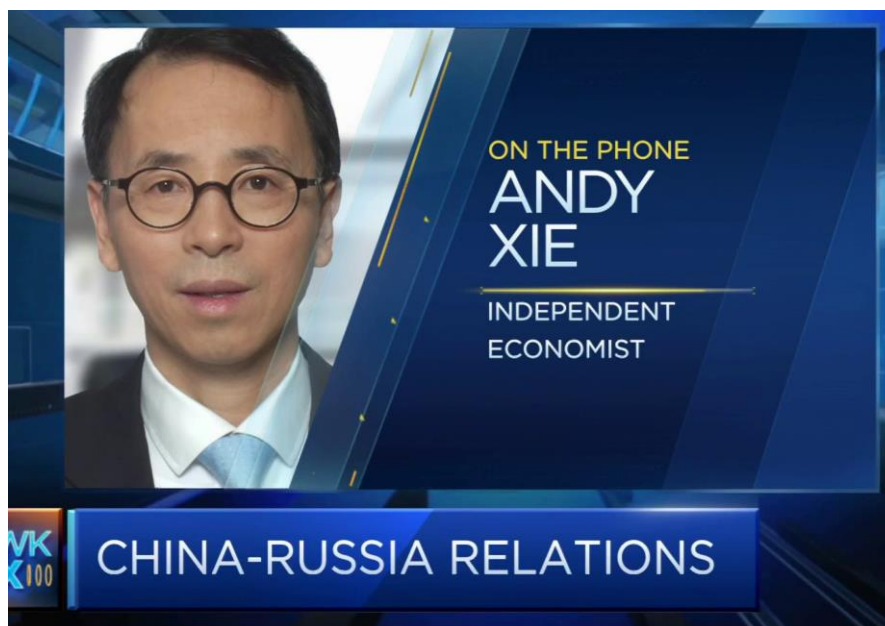 ON THE PHONE
ANDY
XIE
INDEPENDENT
ECONOMIST
CHINA-RUSSIA RELATIONS